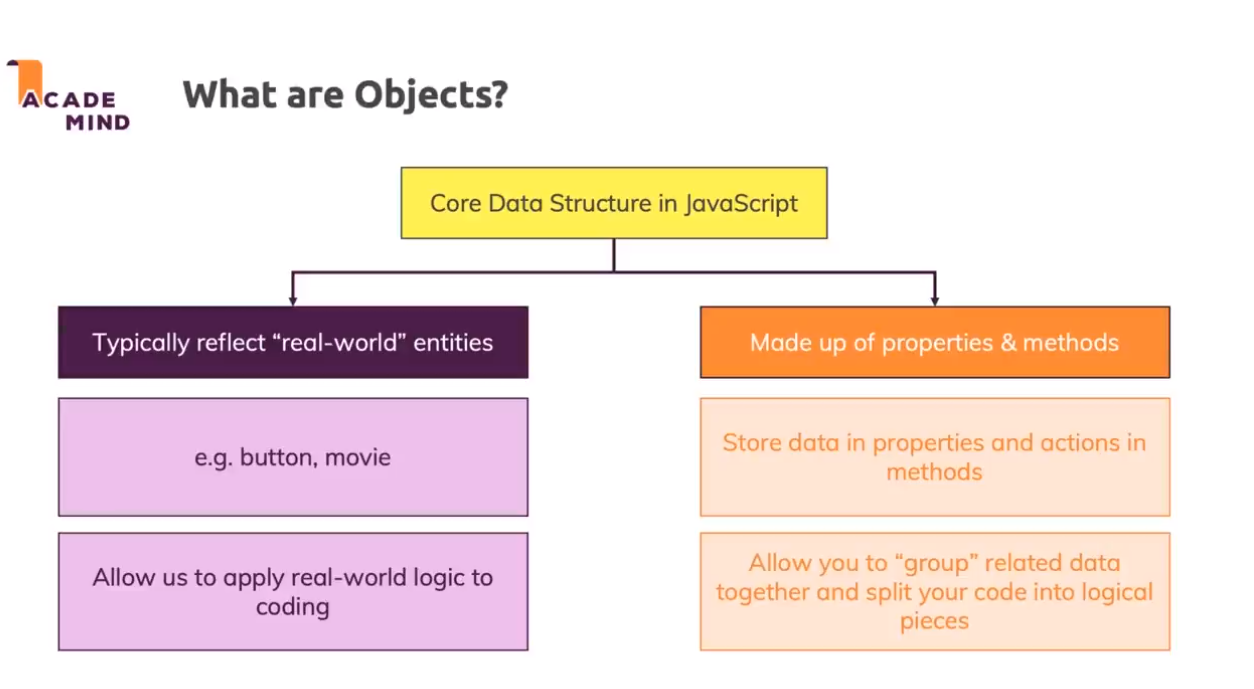 ACADE
MIND
What are Objects?
Core Data Structure in JavaScript
Typically reflect “real-world” entities
Made up of properties & methods
e.g. button, movie
Store data in properties and actions in
methods
Allow us to apply real-world logic to
coding
Allow you to “group” related data
together and split your code into logical
pieces